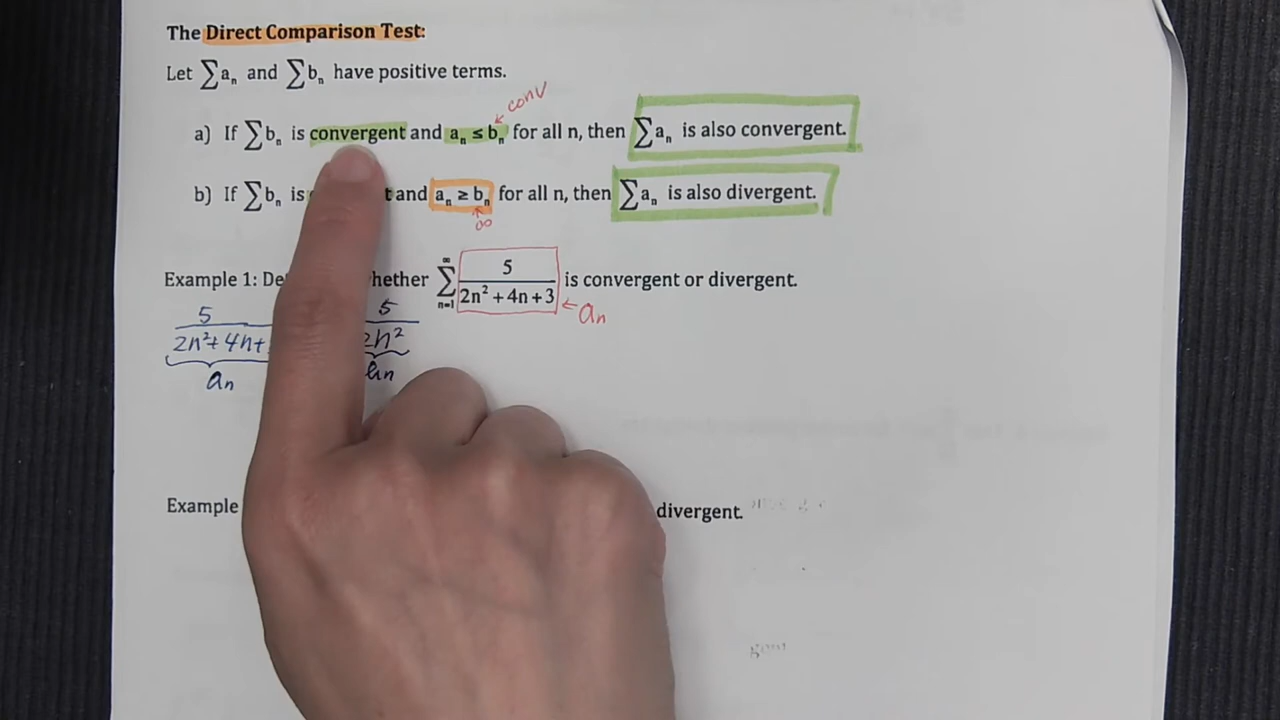 The Direct Comparison Test:
Let ∑aₙ and ∑bₙ have positive terms.
conv
a) If ∑bₙ is convergent and aₙ ≤ bₙ for all n, then ∑aₙ is also convergent.
b) If ∑bₙ is and aₙ ≥ bₙ for all n, then ∑aₙ is also divergent.
∞
Example 1: ∞ ∑ n=1 5/(2n² + 4n + 3) is convergent or divergent.
← aₙ
5/(2n² + 4n + 5/2n²
aₙ bₙ
Example divergent.